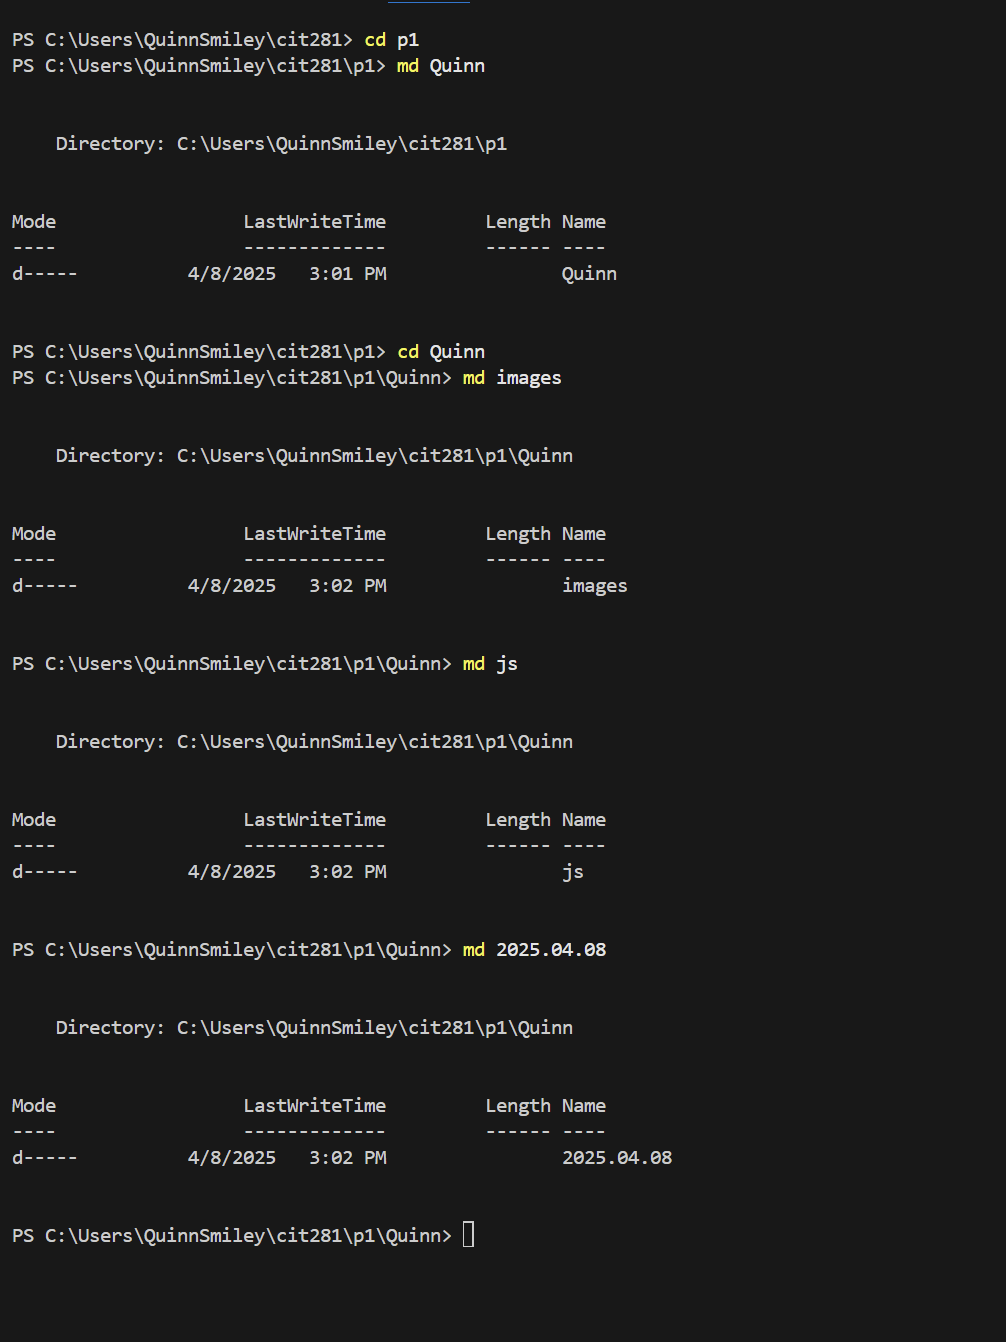 PS C:\Users\QuinnSmiley\cit281> cd p1
PS C:\Users\QuinnSmiley\cit281\p1> md Quinn
Directory: C:\Users\QuinnSmiley\cit281\p1
Mode                 LastWriteTime         Length Name
----                 -------------         ------ ----
d-----          4/8/2025   3:01 PM                Quinn
PS C:\Users\QuinnSmiley\cit281\p1> cd Quinn
PS C:\Users\QuinnSmiley\cit281\p1\Quinn> md images
Directory: C:\Users\QuinnSmiley\cit281\p1\Quinn
Mode                 LastWriteTime         Length Name
----                 -------------         ------ ----
d-----          4/8/2025   3:02 PM                images
PS C:\Users\QuinnSmiley\cit281\p1\Quinn> md js
Directory: C:\Users\QuinnSmiley\cit281\p1\Quinn
Mode                 LastWriteTime         Length Name
----                 -------------         ------ ----
d-----          4/8/2025   3:02 PM                js
PS C:\Users\QuinnSmiley\cit281\p1\Quinn> md 2025.04.08
Directory: C:\Users\QuinnSmiley\cit281\p1\Quinn
Mode                 LastWriteTime         Length Name
----                 -------------         ------ ----
d-----          4/8/2025   3:02 PM                2025.04.08
PS C:\Users\QuinnSmiley\cit281\p1\Quinn>